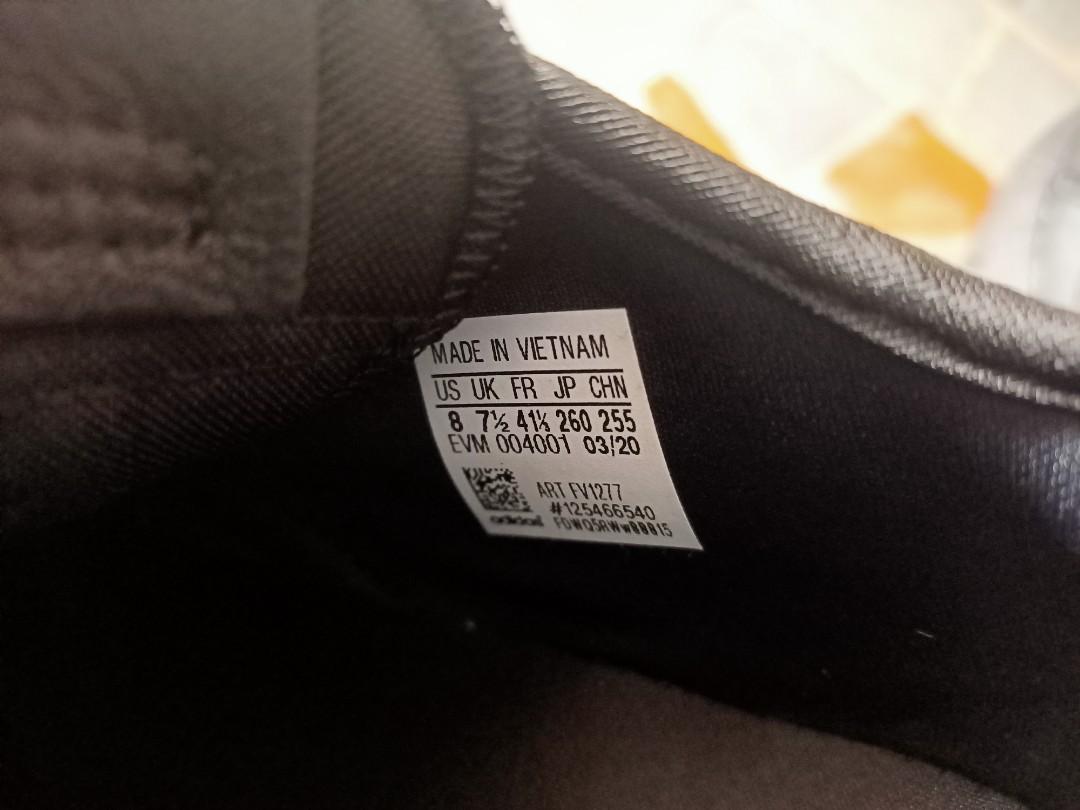 MADE IN VIETNAM
US UK FR JP CHN
8 7½ 41⅓ 260 255
EVM 004001 03/20
ART FV1277
#125466540
adidas